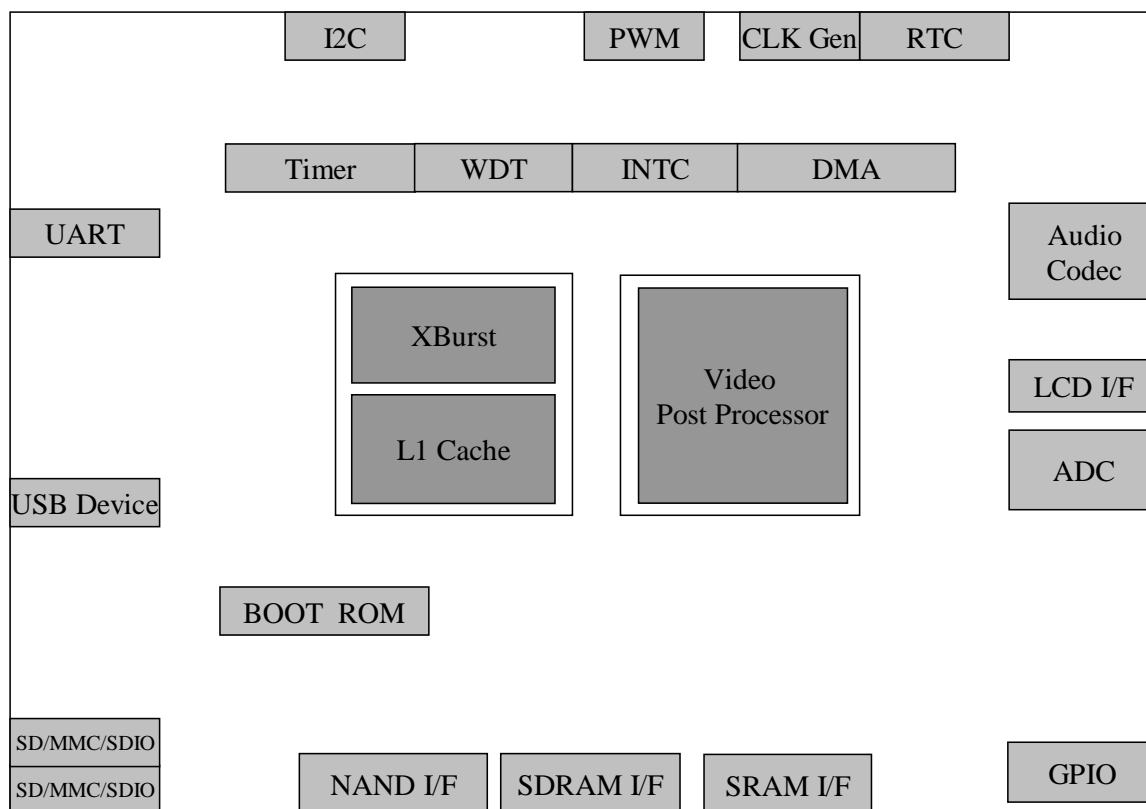 I2C
PWM
CLK Gen
RTC
Timer
WDT
INTC
DMA
UART
Audio
Codec
XBurst
L1 Cache
Video
Post Processor
LCD I/F
ADC
USB Device
BOOT ROM
SD/MMC/SDIO
SD/MMC/SDIO
NAND I/F
SDRAM I/F
SRAM I/F
GPIO